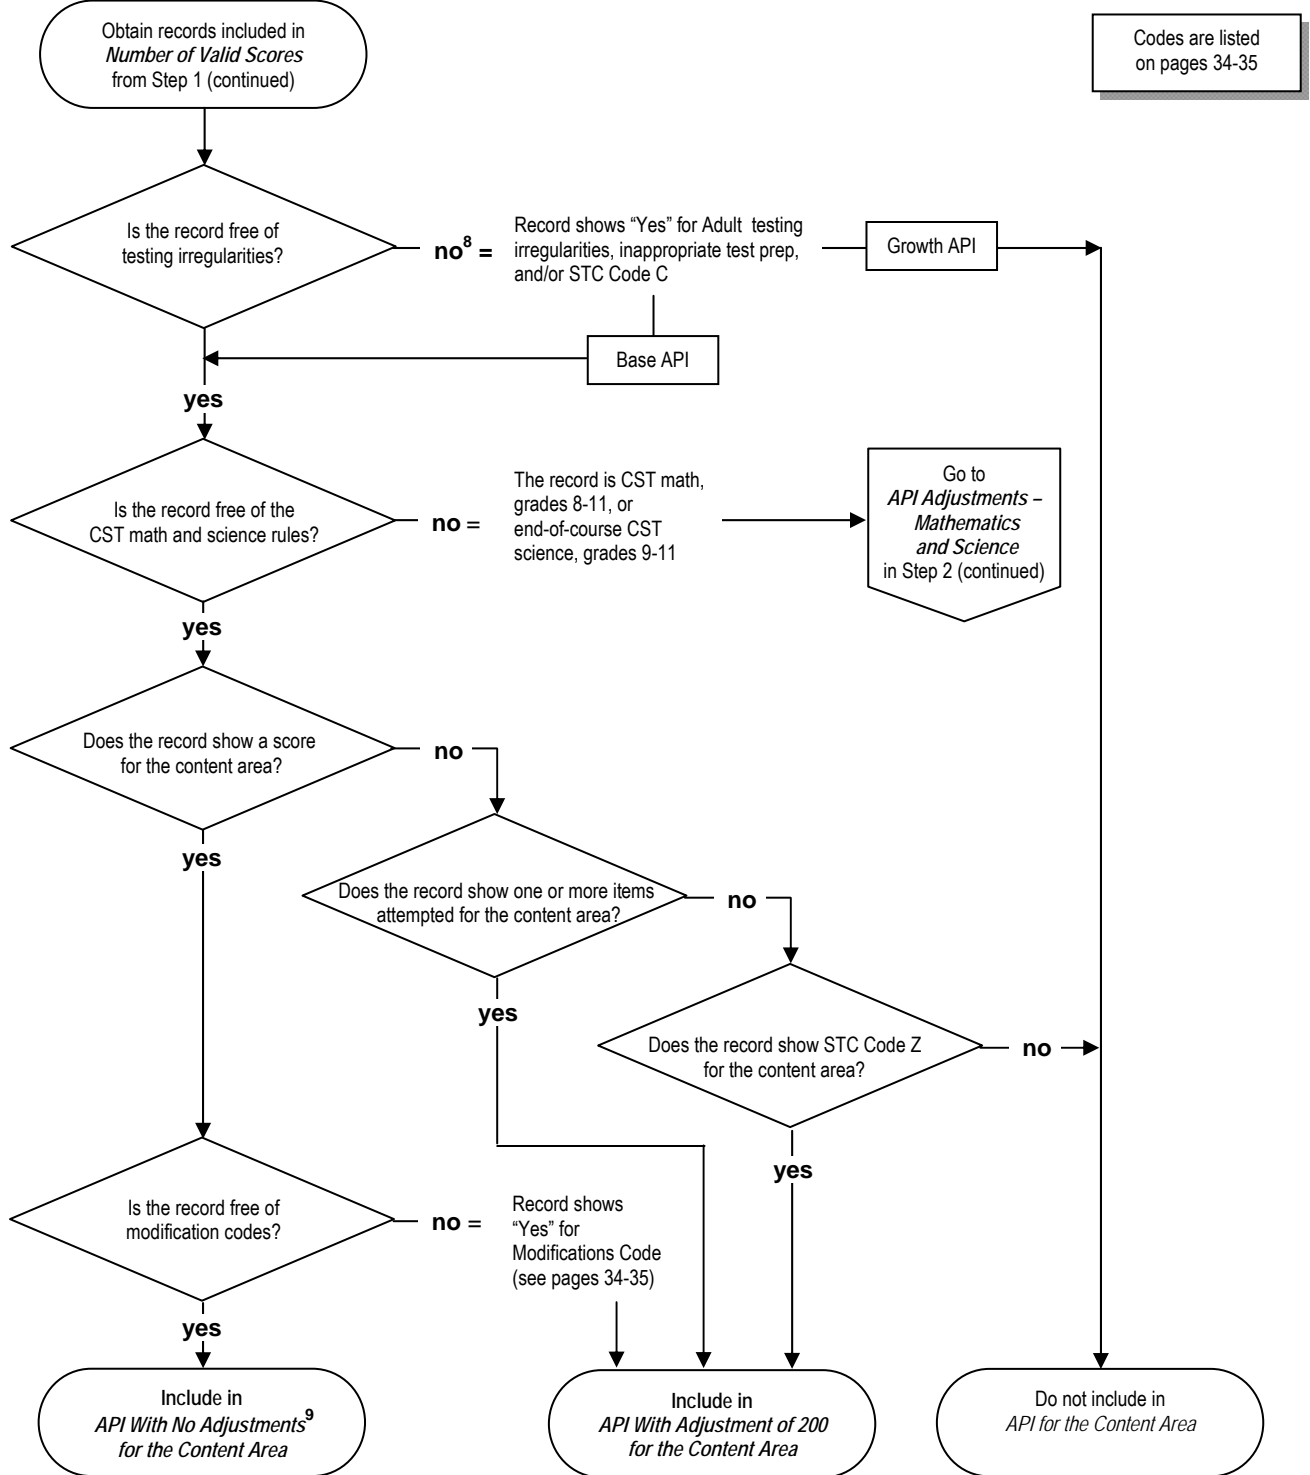 Obtain records included in
Number of Valid Scores
from Step 1 (continued)
Codes are listed
on pages 34-35
Is the record free of
testing irregularities?
no8 =
Record shows “Yes” for Adult testing
irregularities, inappropriate test prep,
and/or STC Code C
Growth API
Base API
yes
Is the record free of the
CST math and science rules?
no =
The record is CST math,
grades 8-11, or
end-of-course CST
science, grades 9-11
Go to
API Adjustments –
Mathematics
and Science
in Step 2 (continued)
yes
Does the record show a score
for the content area?
no
yes
Does the record show one or more items
attempted for the content area?
no
yes
Does the record show STC Code Z
for the content area?
no
yes
Is the record free of
modification codes?
no =
Record shows
“Yes” for
Modifications Code
(see pages 34-35)
yes
Include in
API With No Adjustments9
for the Content Area
Include in
API With Adjustment of 200
for the Content Area
Do not include in
API for the Content Area